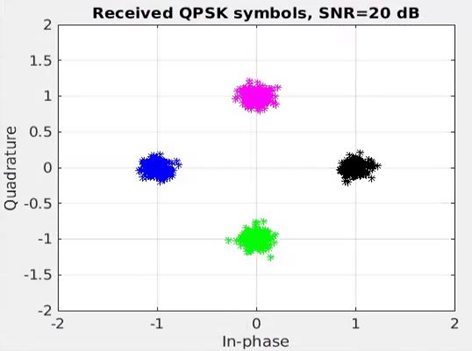 Received QPSK symbols, SNR=20 dB
2
1.5
1
0.5
0
-0.5
-1
-1.5
-2
Quadrature
-2 -1 0 1 2
In-phase